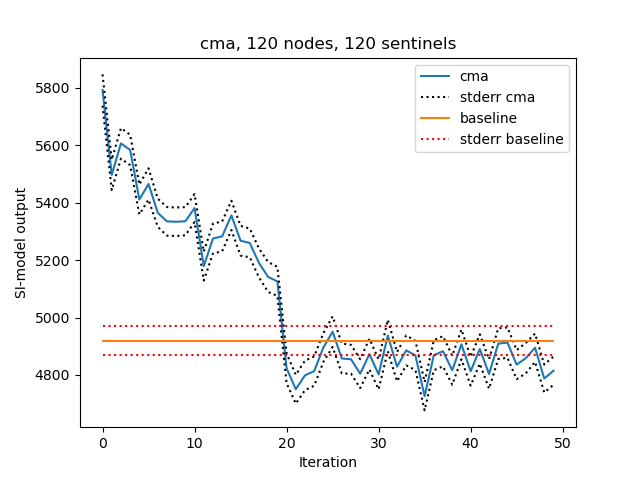 cma, 120 nodes, 120 sentinels
5800
5600
5400
5200
5000
4800
SI-model output
cma
stderr cma
baseline
stderr baseline
0
10
20
30
40
50
Iteration